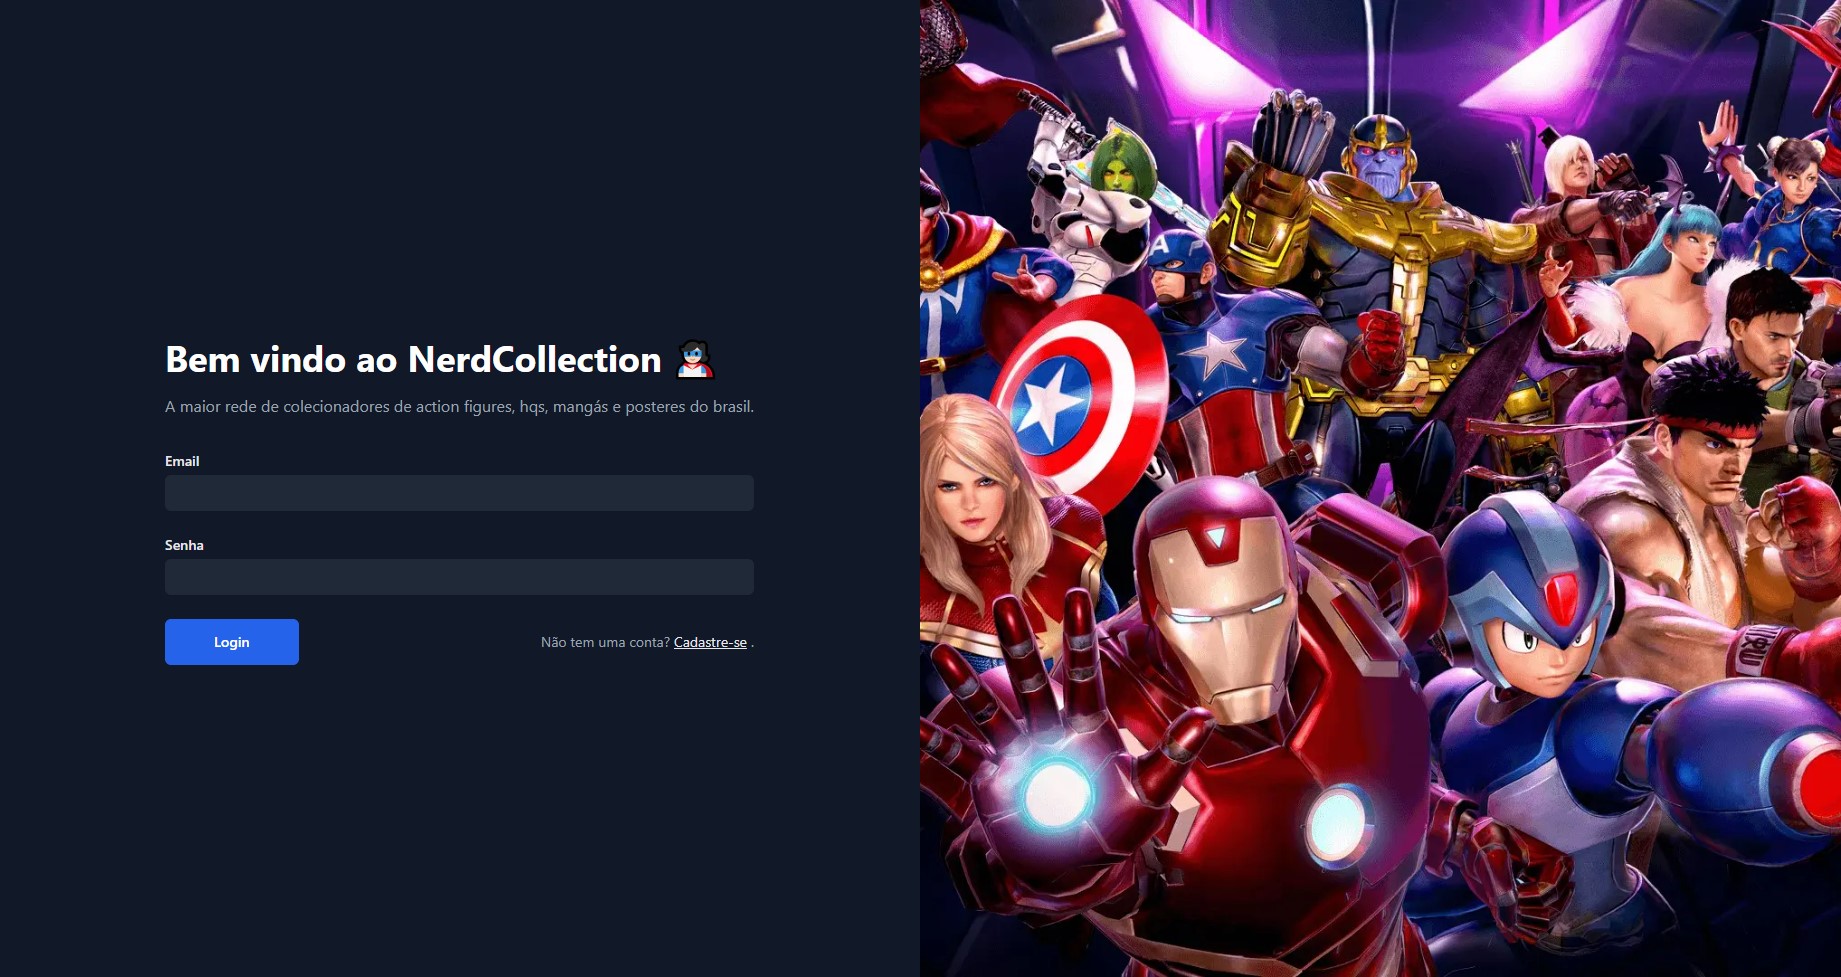 Bem vindo ao NerdCollection
A maior rede de colecionadores de action figures, hqs, mangás e posteres do brasil.
Email
Senha
Login
Não tem uma conta? Cadastre-se .